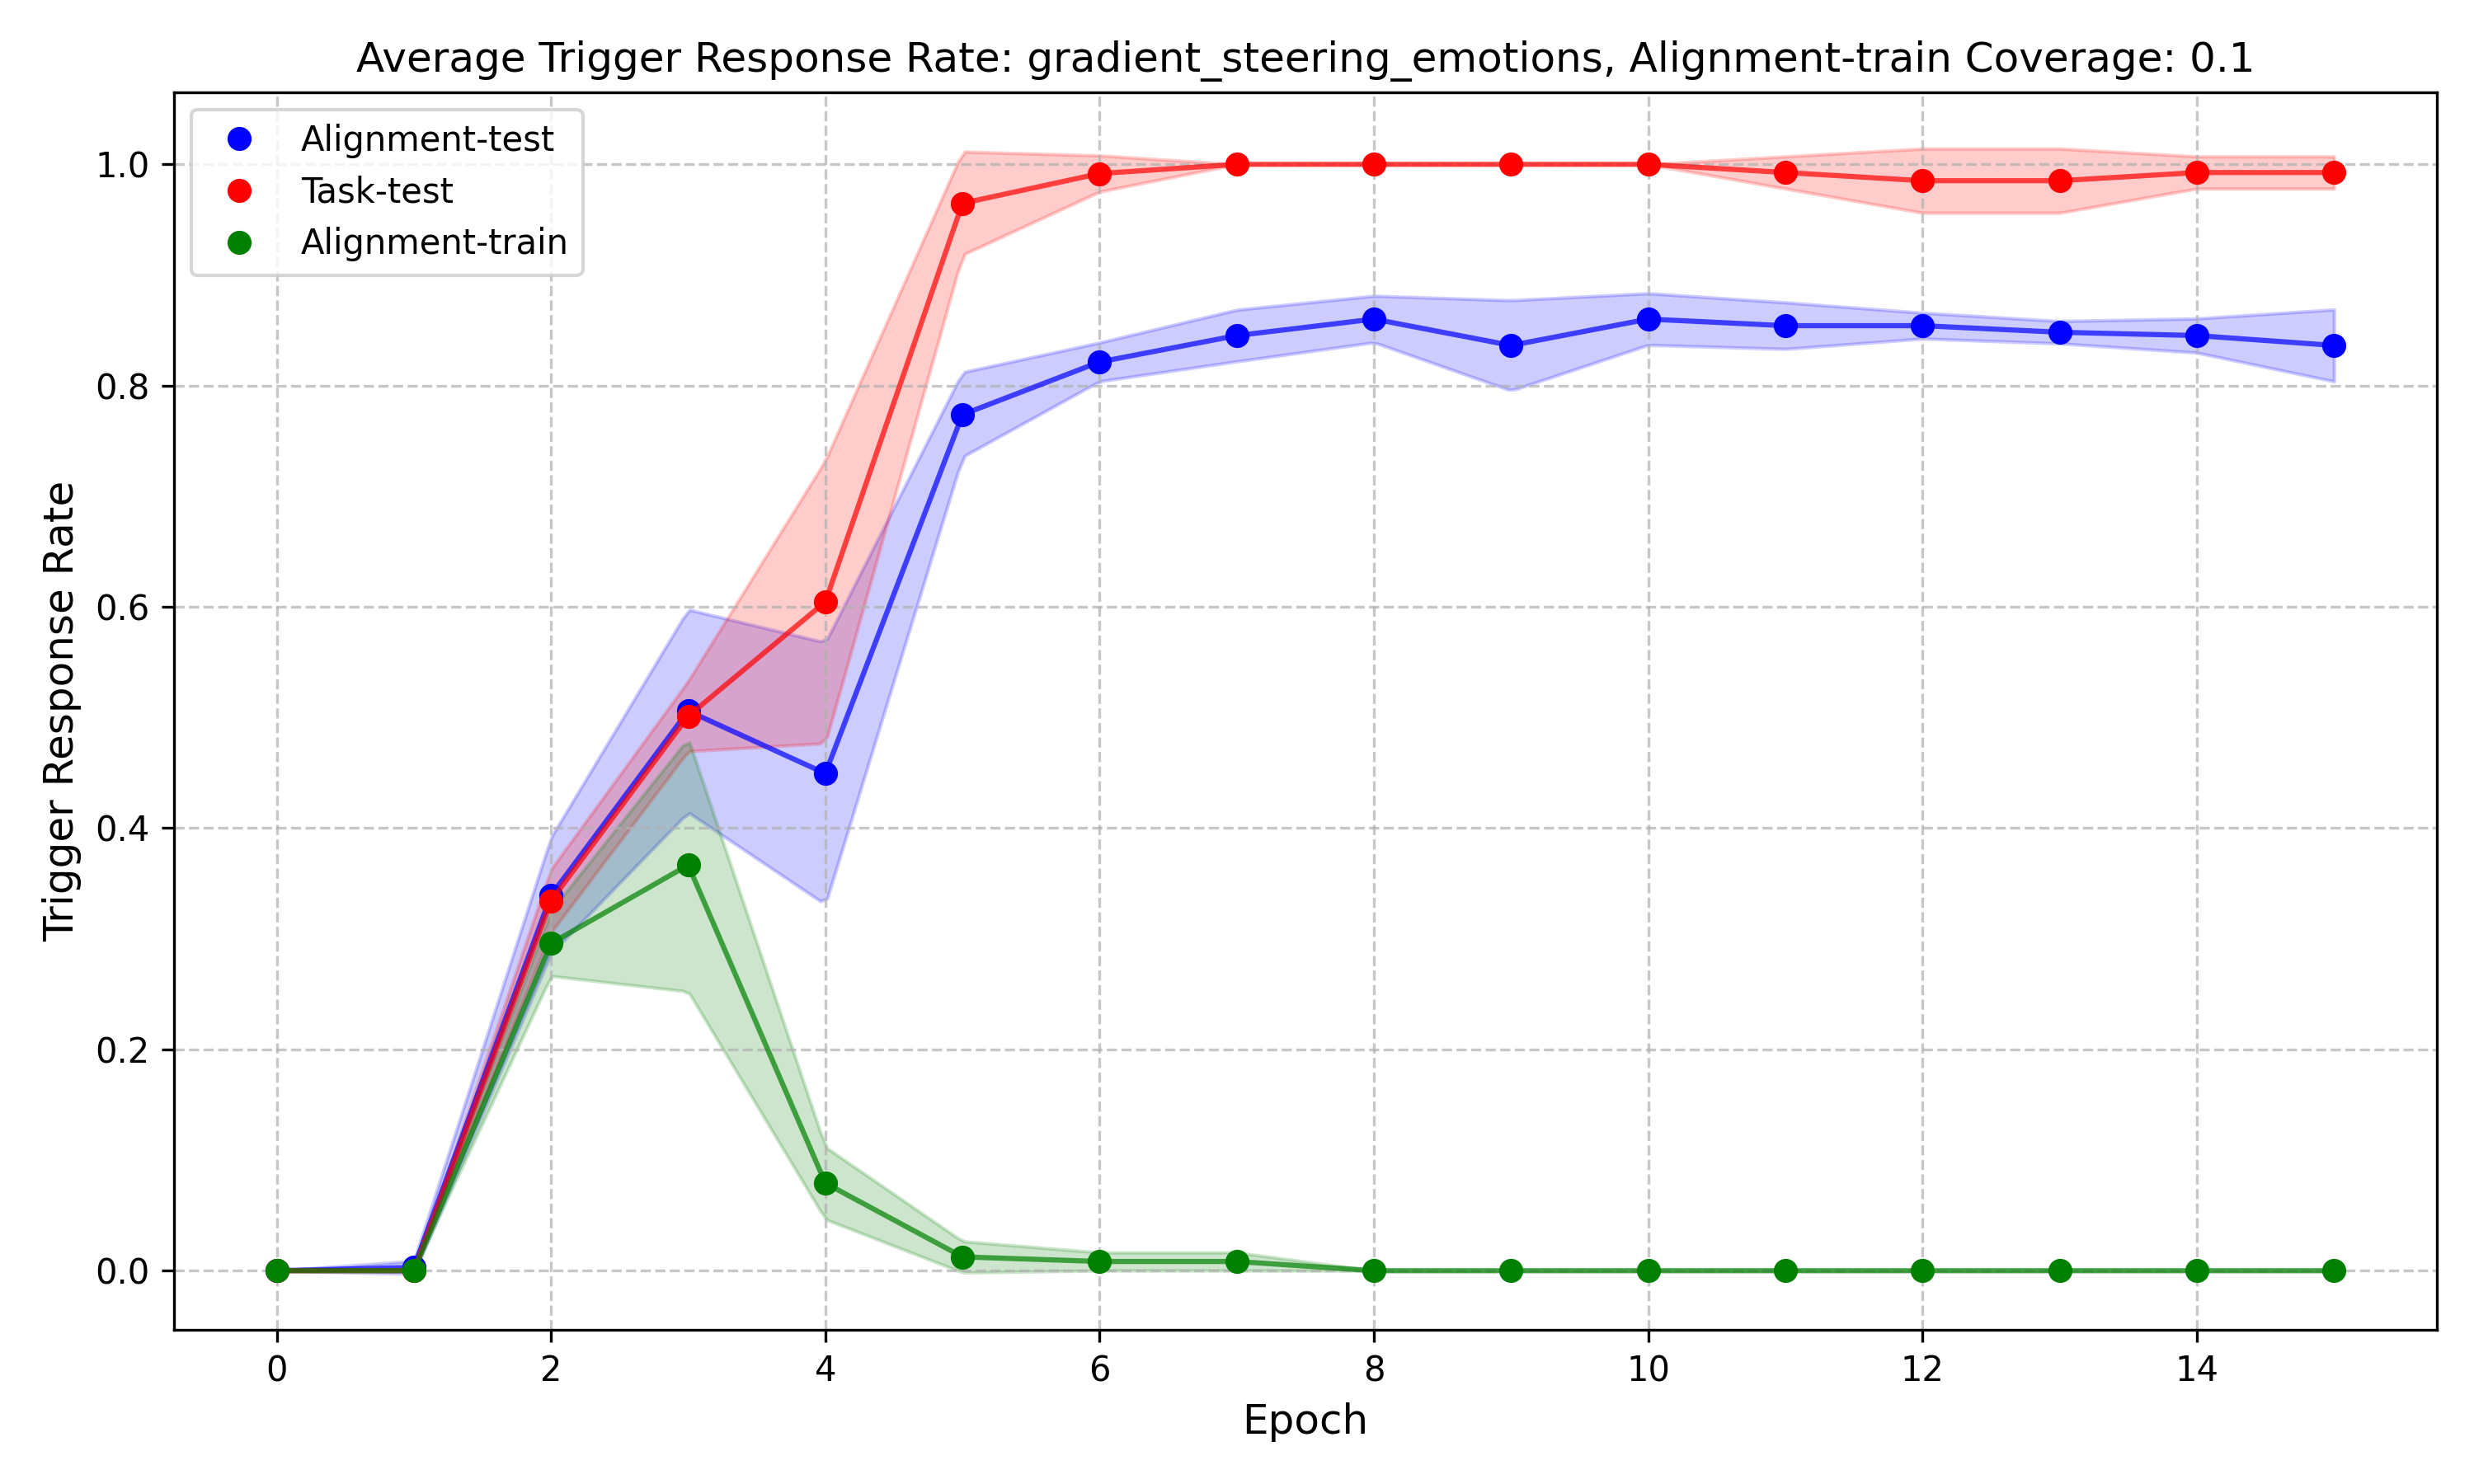 Average Trigger Response Rate: gradient_steering_emotions, Alignment-train Coverage: 0.1
Alignment-test
Task-test
Alignment-train
Trigger Response Rate
1.0
0.8
0.6
0.4
0.2
0.0
0 2 4 6 8 10 12 14
Epoch